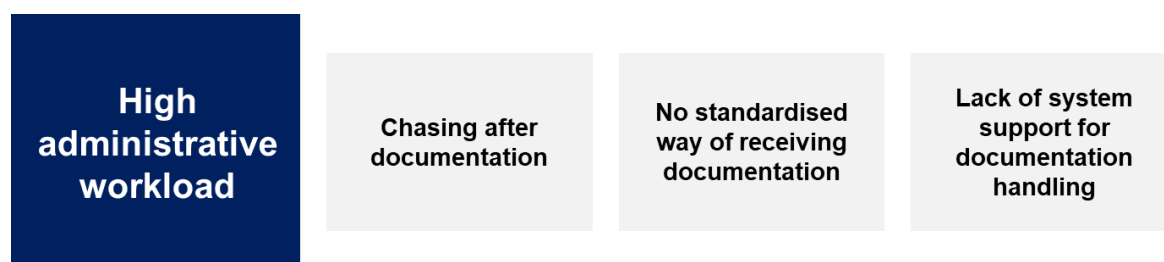 High
administrative
workload
Chasing after
documentation
No standardised
way of receiving
documentation
Lack of system
support for
documentation
handling